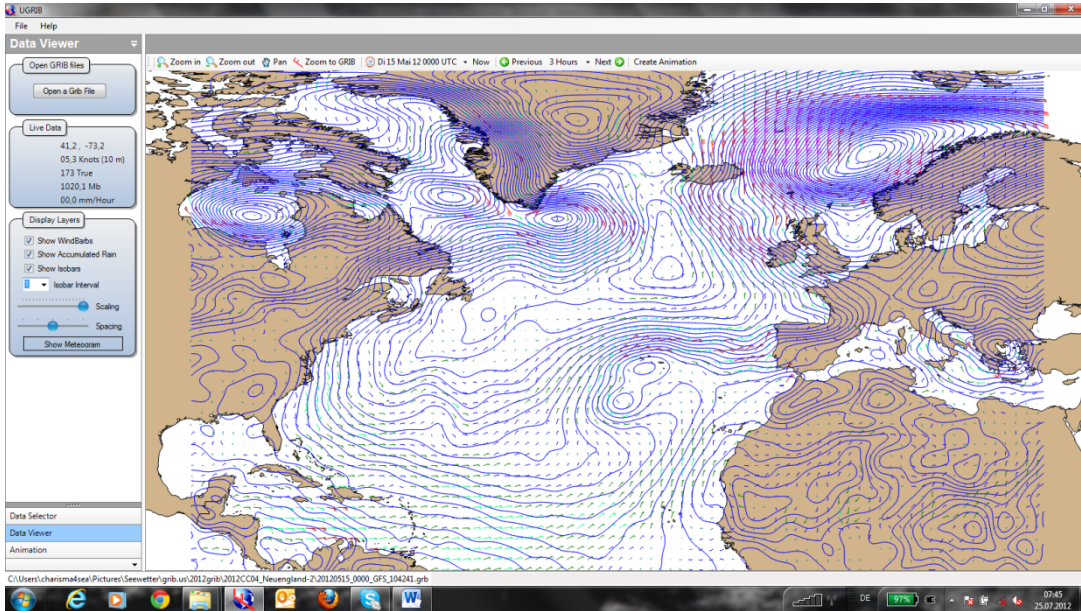 UGRIB
File Help
Data Viewer
Zoom in Zoom out Pan Zoom to GRIB Di 15 Mai 12 0000 UTC Now Previous 3 Hours Next Create Animation
Open GRIB files
Open a Grib File
Live Data
41,2 , -73,2
05,3 Knots (10 m)
173 True
1020,1 Mb
00,0 mm/Hour
Display Layers
Show WindBarbs
Show Accumulated Rain
Show Isobars
1 Isobar Interval
Scaling
Spacing
Show Meteogram
Data Selector
Data Viewer
Animation
C:\Users\charisma4sea\Pictures\Seewetter\grib.us\2012grib\2012CC04_Neuengland-2\20120515_0000_GFS_104241.grb
DE 97% 07:45
25.07.2012